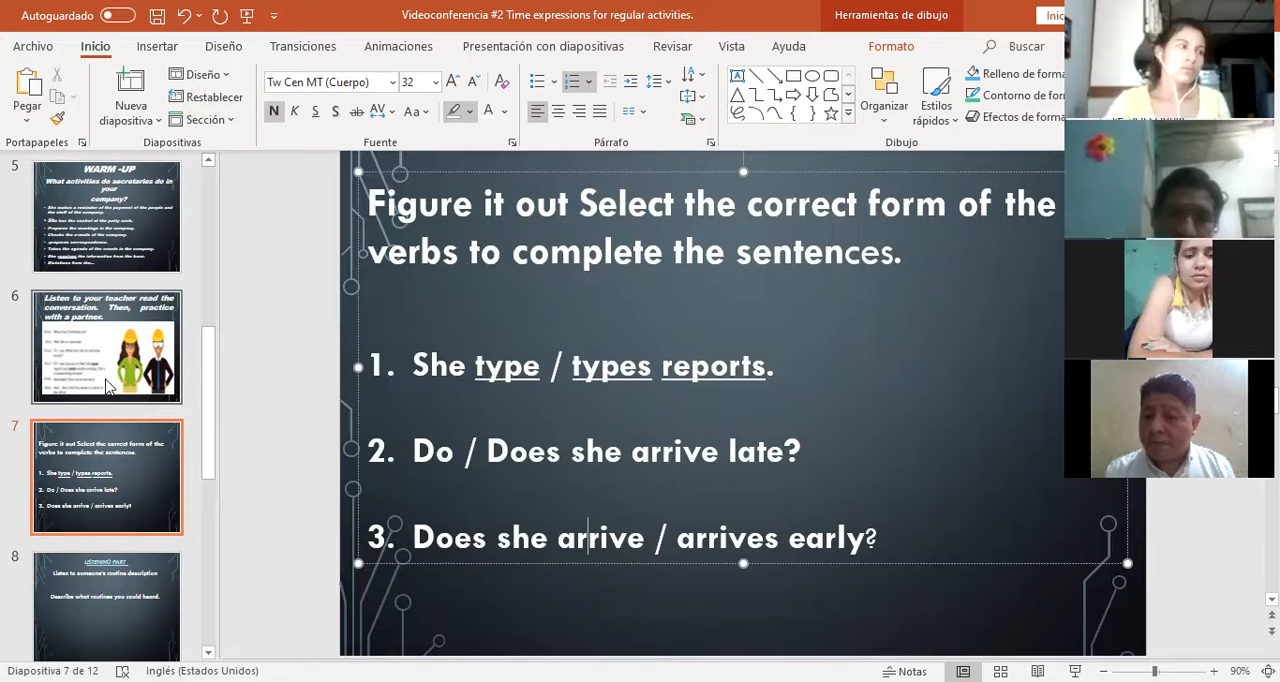 Autoguardado
Videoconferencia #2 Time expressions for regular activities.
Herramientas de dibujo
Archivo Inicio Insertar Diseño Transiciones Animaciones Presentación con diapositivas Revisar Vista Ayuda Formato Buscar
Pegar
Nueva diapositiva
Diseño
Restablecer
Sección
Tw Cen MT (Cuerpo) 32
N K S S ab AV Aa A
Organizar
Estilos rápidos
Relleno de forma
Contorno de form
Efectos de forma
Portapapeles Diapositivas Fuente Párrafo Dibujo
5
WARM -UP
What activities do secretaries do in
your
company?
6
Listen to your teacher read the
conversation. Then, practice
with a partner.
7
Figure it out Select the correct form of the
verbs to complete the sentences.
1. She type / types reports.
2. Do / Does she arrive late?
3. Does she arrive / arrives early?
8
LISTENING PART
Listen to someone's routine description
Describe what routines you could heard.
Figure it out Select the correct form of the
verbs to complete the sentences.
1. She type / types reports.
2. Do / Does she arrive late?
3. Does she arrive / arrives early?
Diapositiva 7 de 12 Inglés (Estados Unidos) Notas 90%